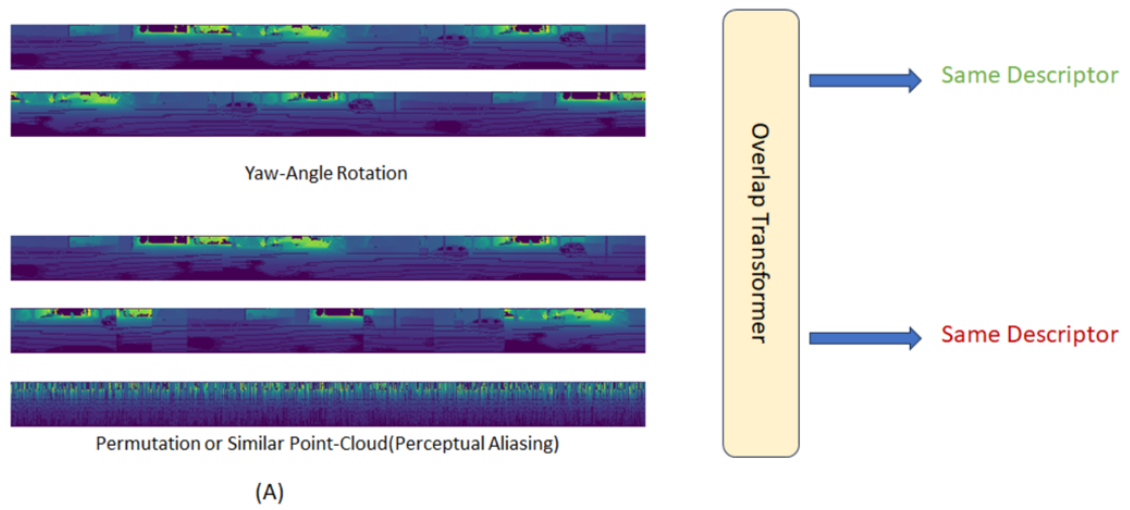 Same Descriptor
Yaw-Angle Rotation
Overlap Transformer
Same Descriptor
Permutation or Similar Point-Cloud(Perceptual Aliasing)
(A)